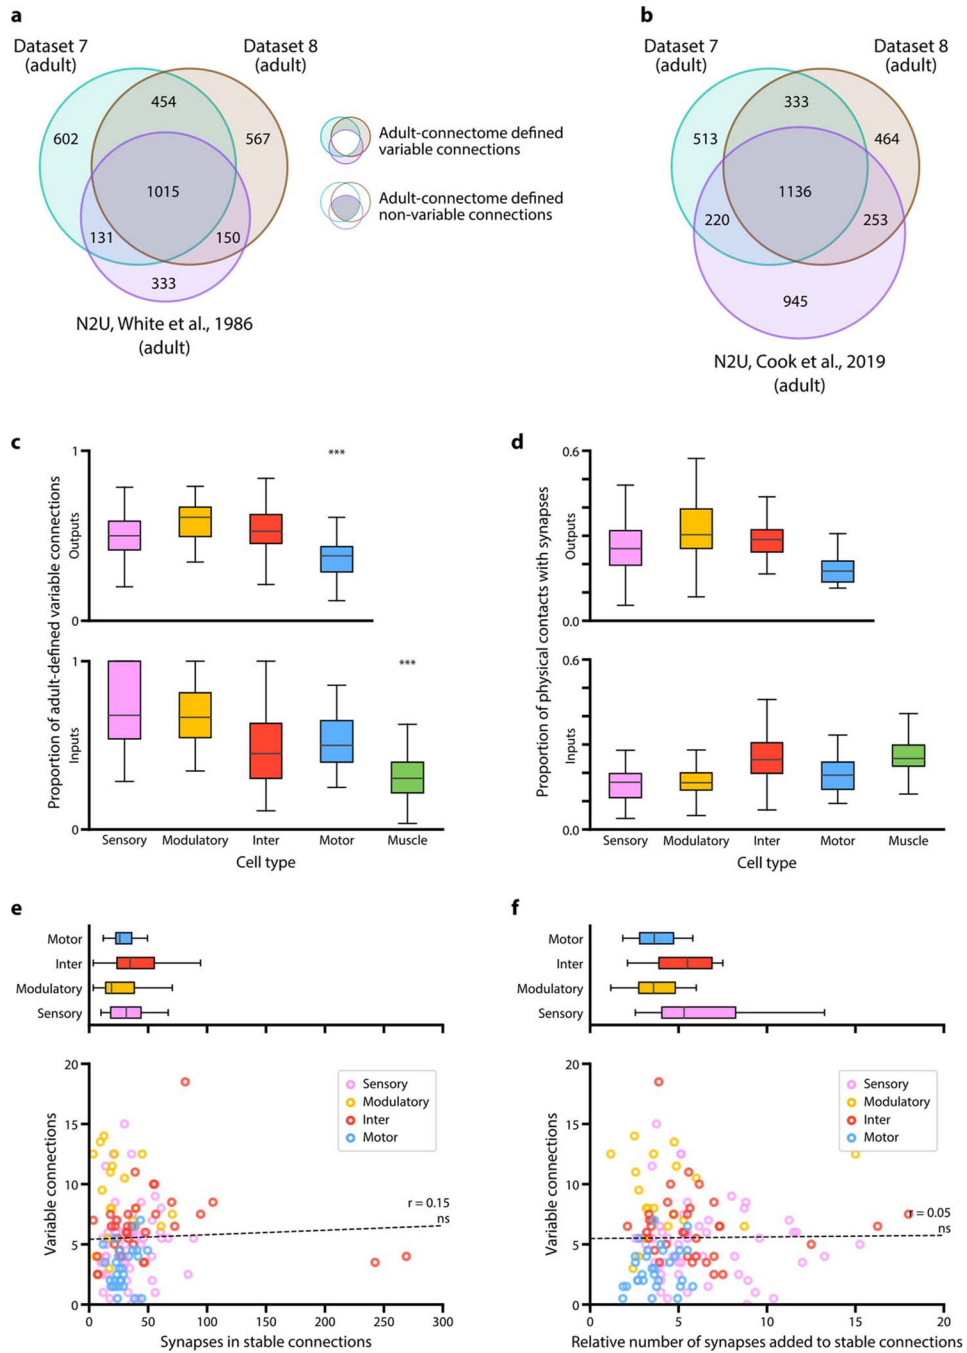 a
Dataset 7
(adult)
Dataset 8
(adult)
454
602
567
1015
131
150
333
N2U, White et al., 1986
(adult)
Adult-connectome defined
variable connections
Adult-connectome defined
non-variable connections
b
Dataset 7
(adult)
Dataset 8
(adult)
333
513
464
1136
220
253
945
N2U, Cook et al., 2019
(adult)
c
Proportion of adult-defined variable connections
Outputs
1
0
***
Inputs
1
0
***
Sensory
Modulatory
Inter
Motor
Muscle
Cell type
d
Proportion of physical contacts with synapses
Outputs
0.6
0.0
Inputs
0.6
0.0
Sensory
Modulatory
Inter
Motor
Muscle
Cell type
e
Motor
Inter
Modulatory
Sensory
Variable connections
20
15
10
5
0
Sensory
Modulatory
Inter
Motor
r = 0.15
ns
0
50
100
150
200
250
300
Synapses in stable connections
f
Motor
Inter
Modulatory
Sensory
Variable connections
20
15
10
5
0
Sensory
Modulatory
Inter
Motor
r = 0.05
ns
0
5
10
15
20
Relative number of synapses added to stable connections